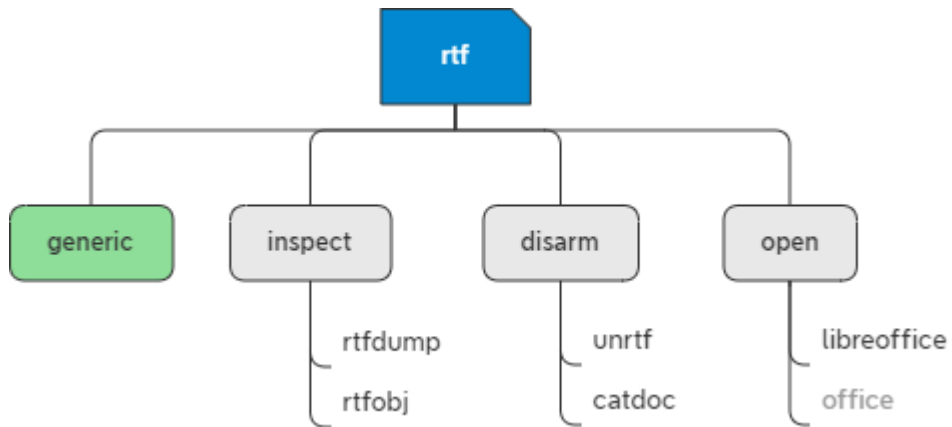 rtf
generic
inspect
disarm
open
rtfdump
unrtf
libreoffice
rtfobj
catdoc
office